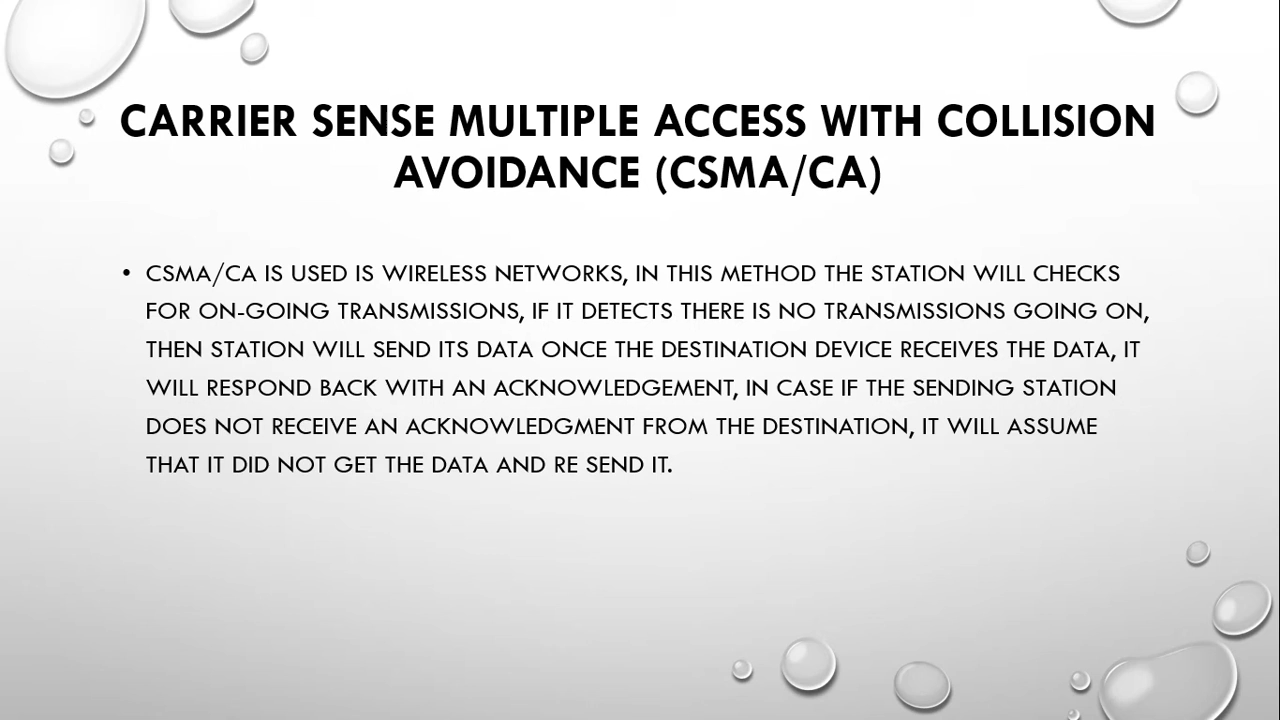 CARRIER SENSE MULTIPLE ACCESS WITH COLLISION
AVOIDANCE (CSMA/CA)
• CSMA/CA IS USED IS WIRELESS NETWORKS, IN THIS METHOD THE STATION WILL CHECKS
FOR ON-GOING TRANSMISSIONS, IF IT DETECTS THERE IS NO TRANSMISSIONS GOING ON,
THEN STATION WILL SEND ITS DATA ONCE THE DESTINATION DEVICE RECEIVES THE DATA, IT
WILL RESPOND BACK WITH AN ACKNOWLEDGEMENT, IN CASE IF THE SENDING STATION
DOES NOT RECEIVE AN ACKNOWLEDGMENT FROM THE DESTINATION, IT WILL ASSUME
THAT IT DID NOT GET THE DATA AND RE SEND IT.